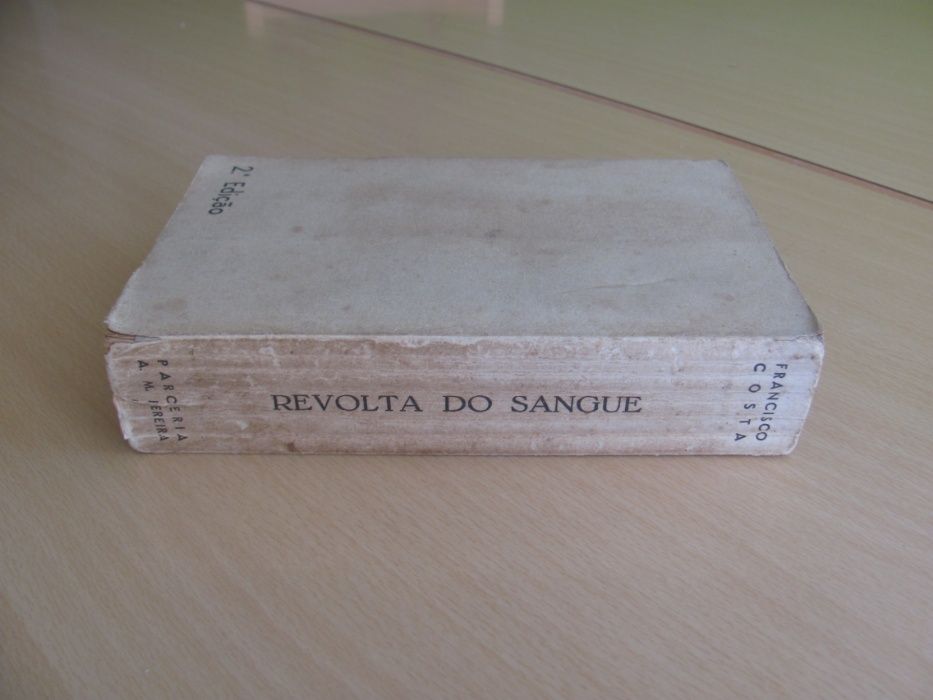 2ª Edição
FRANCISCO
COSTA
REVOLTA DO SANGUE
PARCERIA
A. M. PEREIRA